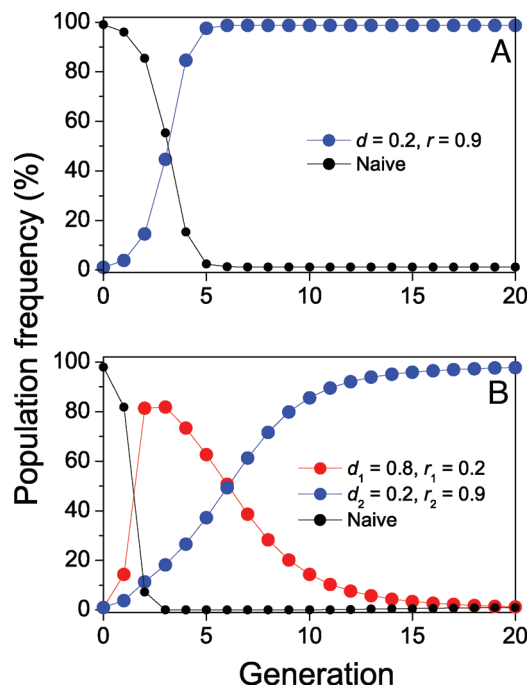 Population frequency (%)
100
80
60
40
20
0
A
d = 0.2, r = 0.9
Naive
0 5 10 15 20
100
80
60
40
20
0
B
d₁ = 0.8, r₁ = 0.2
d₂ = 0.2, r₂ = 0.9
Naive
0 5 10 15 20
Generation